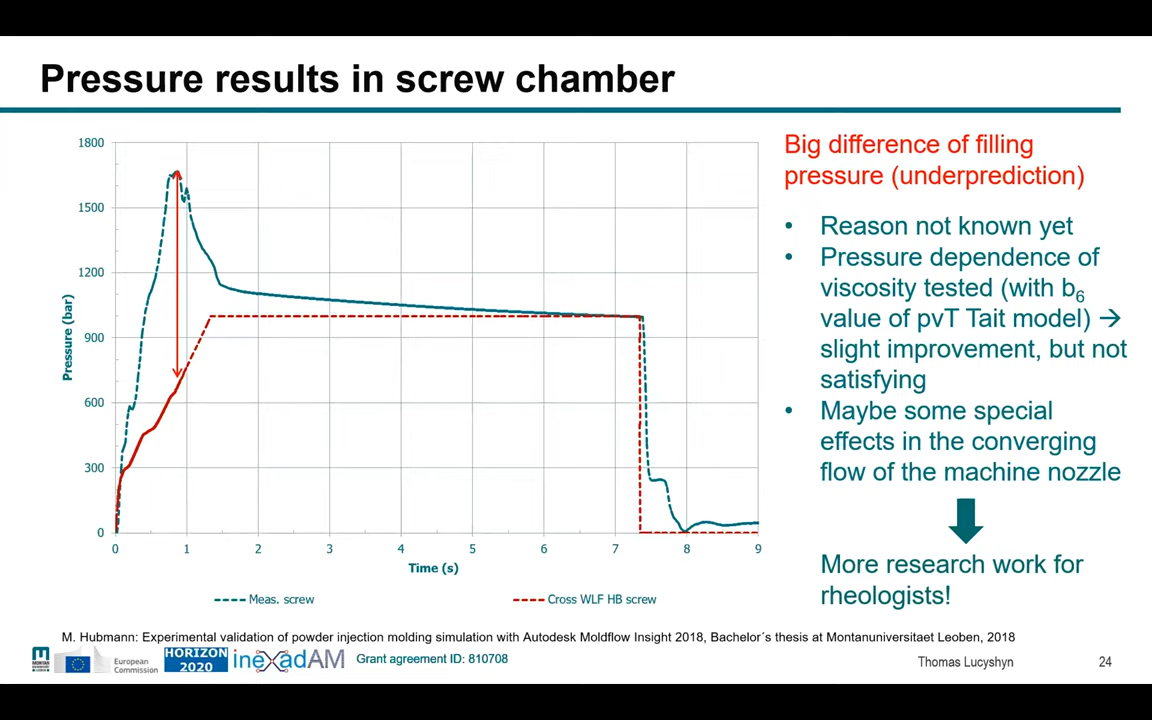 Pressure results in screw chamber
1800
1500
1200
900
600
300
0
Pressure (bar)
0 1 2 3 4 5 6 7 8 9
Time (s)
Meas. screw
Cross WLF HB screw
Big difference of filling
pressure (underprediction)
• Reason not known yet
• Pressure dependence of
viscosity tested (with b6
value of pvT Tait model) →
slight improvement, but not
satisfying
• Maybe some special
effects in the converging
flow of the machine nozzle
More research work for
rheologists!
M. Hubmann: Experimental validation of powder injection molding simulation with Autodesk Moldflow Insight 2018, Bachelor´s thesis at Montanuniversitaet Leoben, 2018
European
Commission
HORIZON
2020
inexadAM
Grant agreement ID: 810708
Thomas Lucyshyn
24